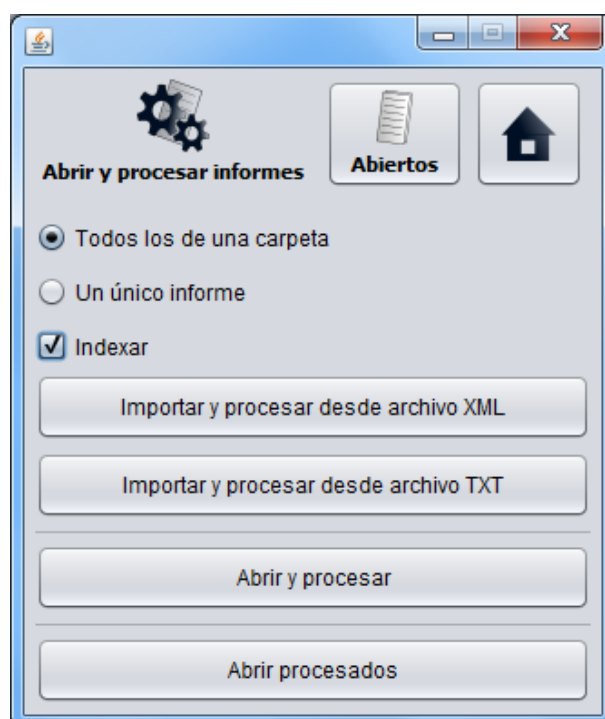 Abrir y procesar informes
Abiertos
Todos los de una carpeta
Un único informe
Indexar
Importar y procesar desde archivo XML
Importar y procesar desde archivo TXT
Abrir y procesar
Abrir procesados